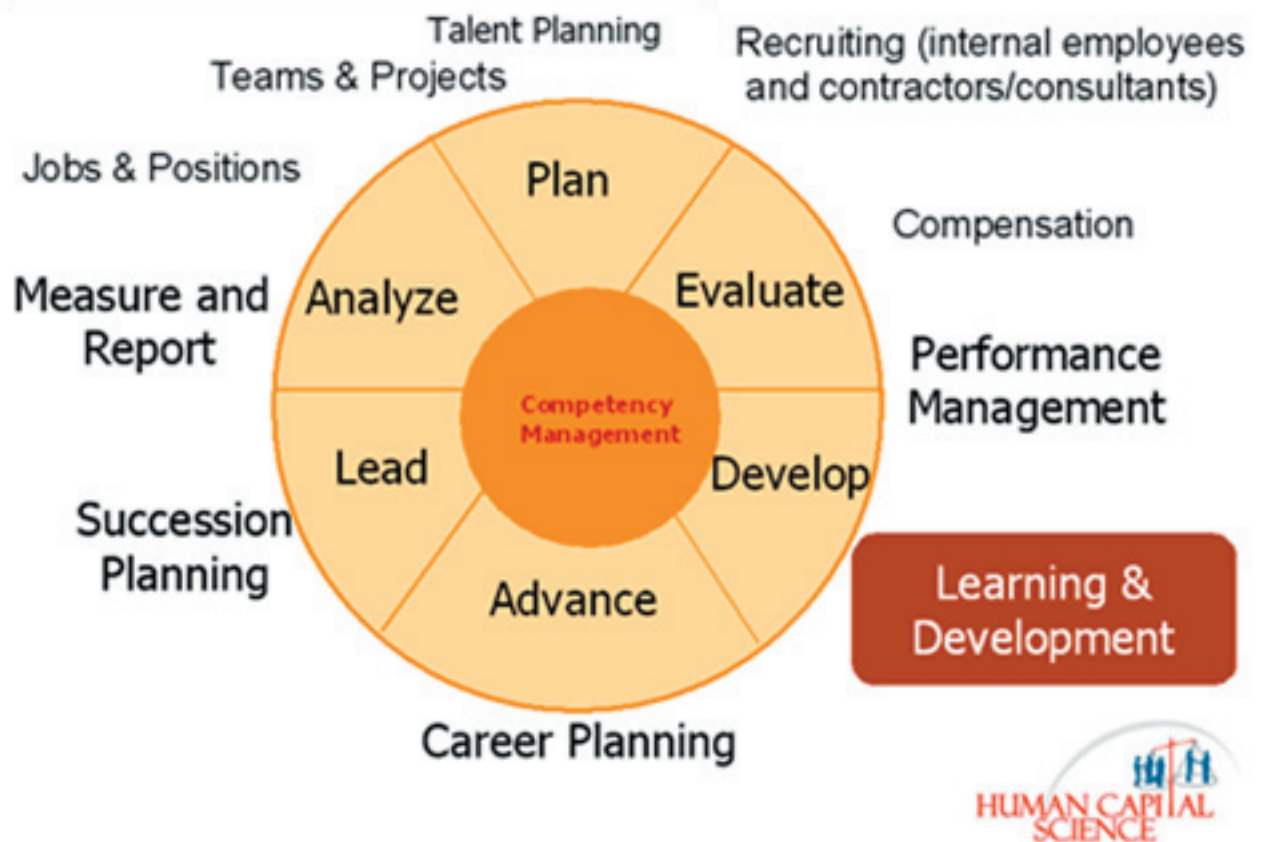 Talent Planning
Teams & Projects
Recruiting (internal employees
and contractors/consultants)
Jobs & Positions
Plan
Compensation
Measure and
Report
Analyze
Evaluate
Performance
Management
Competency
Management
Lead
Develop
Succession
Planning
Advance
Learning &
Development
Career Planning
HUMAN CAPITAL
SCIENCE